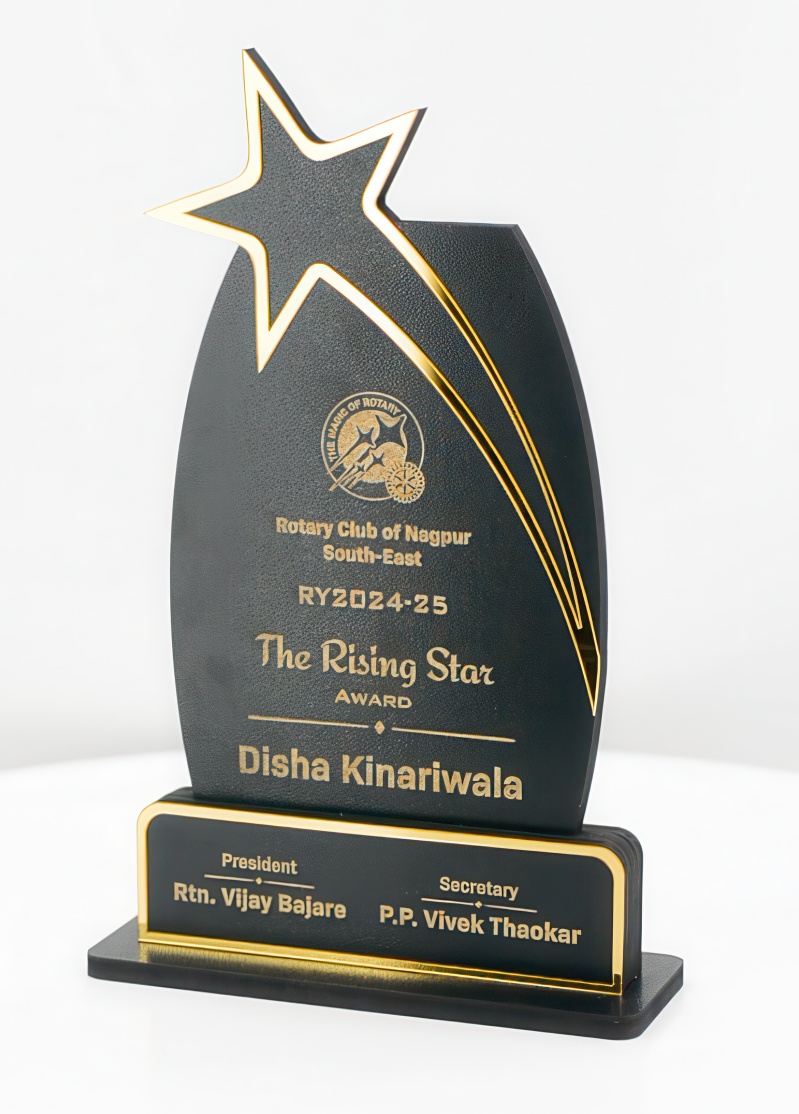 THE MAGIC OF ROTARY
Rotary Club of Nagpur
South-East
RY2024-25
The Rising Star
AWARD
Disha Kinariwala
President
Rtn. Vijay Bajare
Secretary
P.P. Vivek Thaokar